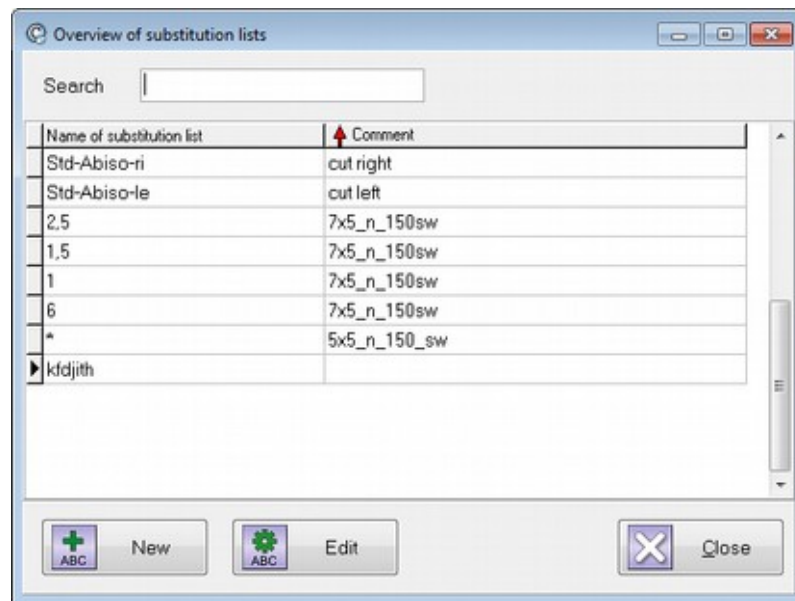 Overview of substitution lists
Search
Name of substitution list Comment
Std-Abiso-ri cut right
Std-Abiso-le cut left
2,5 7x5_n_150sw
1,5 7x5_n_150sw
1 7x5_n_150sw
6 7x5_n_150sw
* 5x5_n_150_sw
kfdjith
ABC New ABC Edit Close